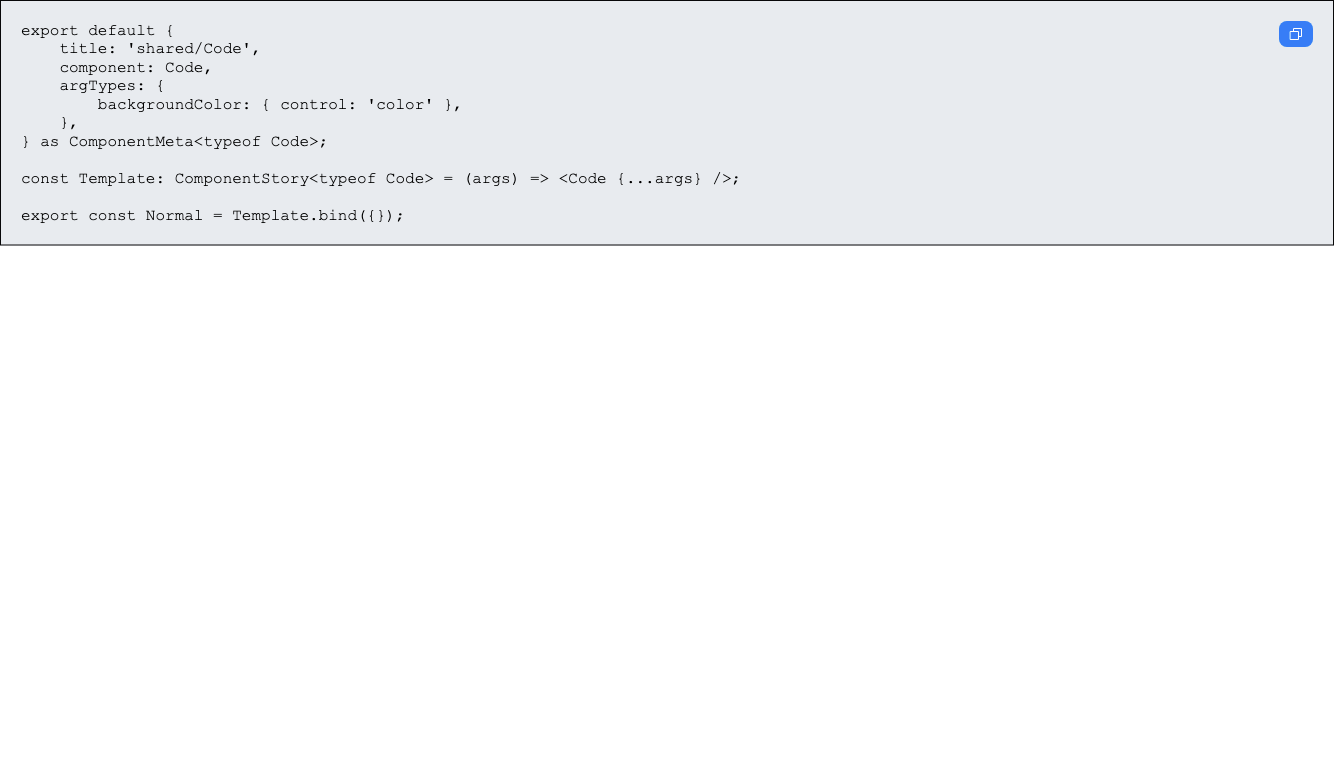 export default {
    title: 'shared/Code',
    component: Code,
    argTypes: {
        backgroundColor: { control: 'color' },
    },
} as ComponentMeta<typeof Code>;

const Template: ComponentStory<typeof Code> = (args) => <Code {...args} />;

export const Normal = Template.bind({});